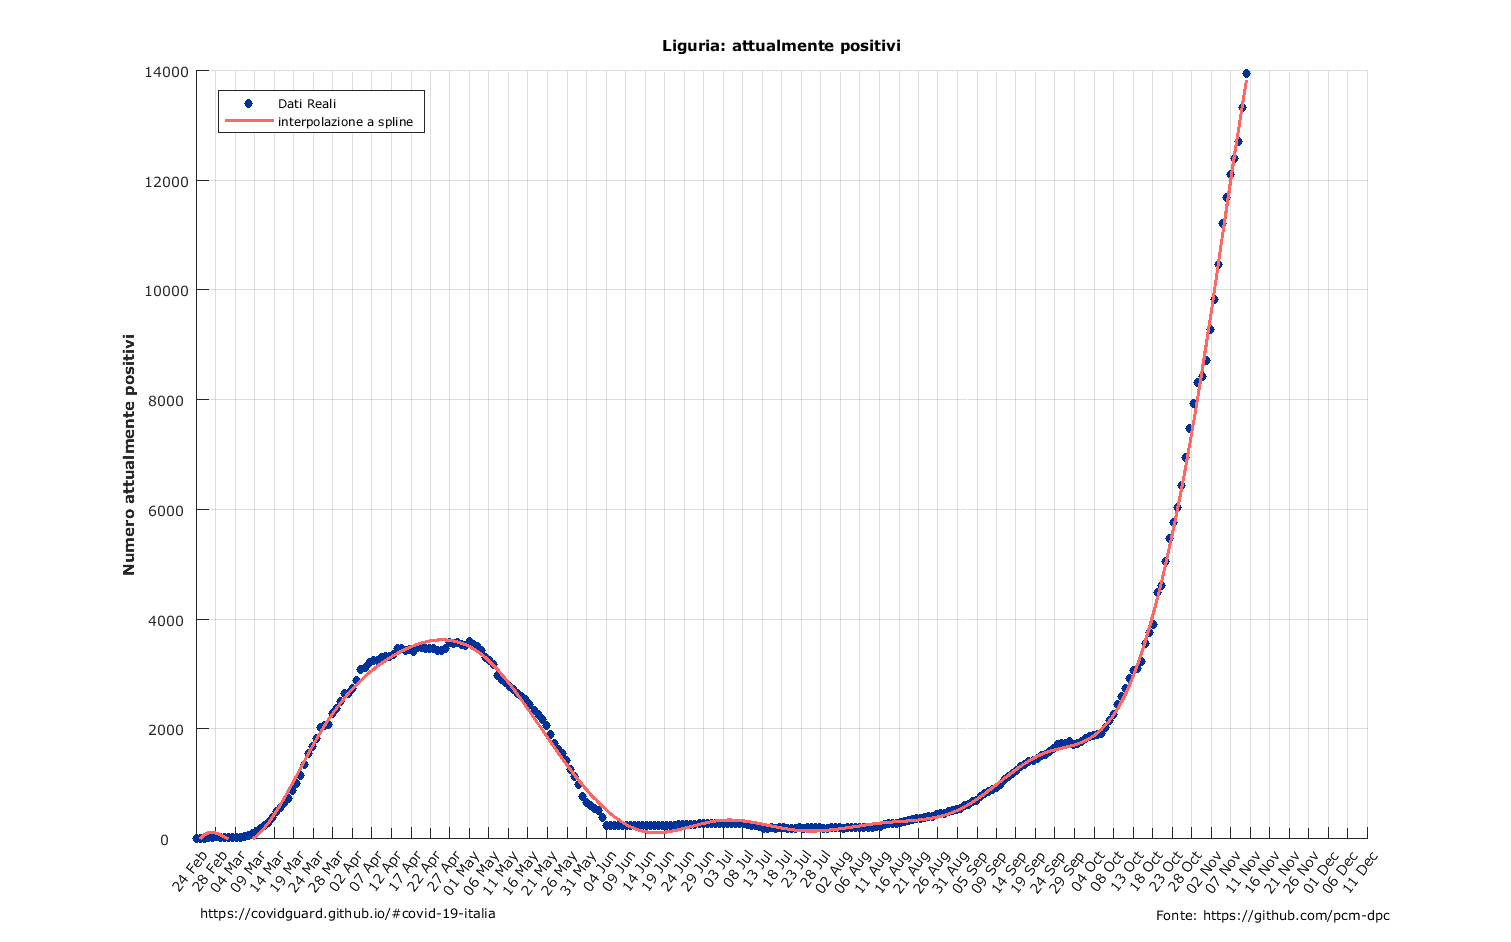 Liguria: attualmente positivi
Dati Reali
interpolazione a spline
Numero attualmente positivi
14000
12000
10000
8000
6000
4000
2000
0
24 Feb
28 Feb
04 Mar
09 Mar
14 Mar
19 Mar
24 Mar
28 Mar
02 Apr
07 Apr
12 Apr
17 Apr
22 Apr
27 Apr
01 May
06 May
11 May
16 May
21 May
26 May
31 May
04 Jun
09 Jun
14 Jun
19 Jun
24 Jun
29 Jun
03 Jul
08 Jul
13 Jul
18 Jul
23 Jul
28 Jul
02 Aug
06 Aug
11 Aug
16 Aug
21 Aug
26 Aug
31 Aug
05 Sep
09 Sep
14 Sep
19 Sep
24 Sep
29 Sep
04 Oct
08 Oct
13 Oct
18 Oct
23 Oct
28 Oct
02 Nov
07 Nov
11 Nov
16 Nov
21 Nov
26 Nov
01 Dec
06 Dec
11 Dec
https://covidguard.github.io/#covid-19-italia
Fonte: https://github.com/pcm-dpc